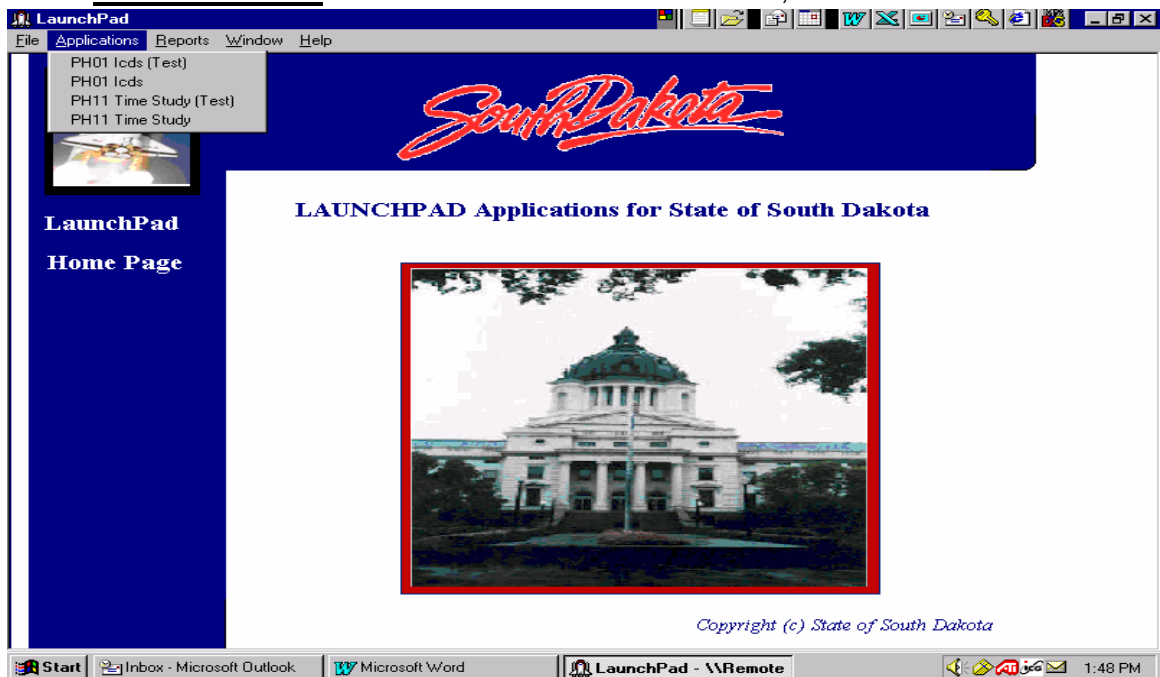 LaunchPad
File Applications Reports Window Help
PH01 Icds (Test)
PH01 Icds
PH11 Time Study (Test)
PH11 Time Study
South Dakota
LaunchPad
Home Page
LAUNCHPAD Applications for State of South Dakota
Copyright (c) State of South Dakota
Start Inbox - Microsoft Outlook Microsoft Word LaunchPad - \\Remote 1:48 PM